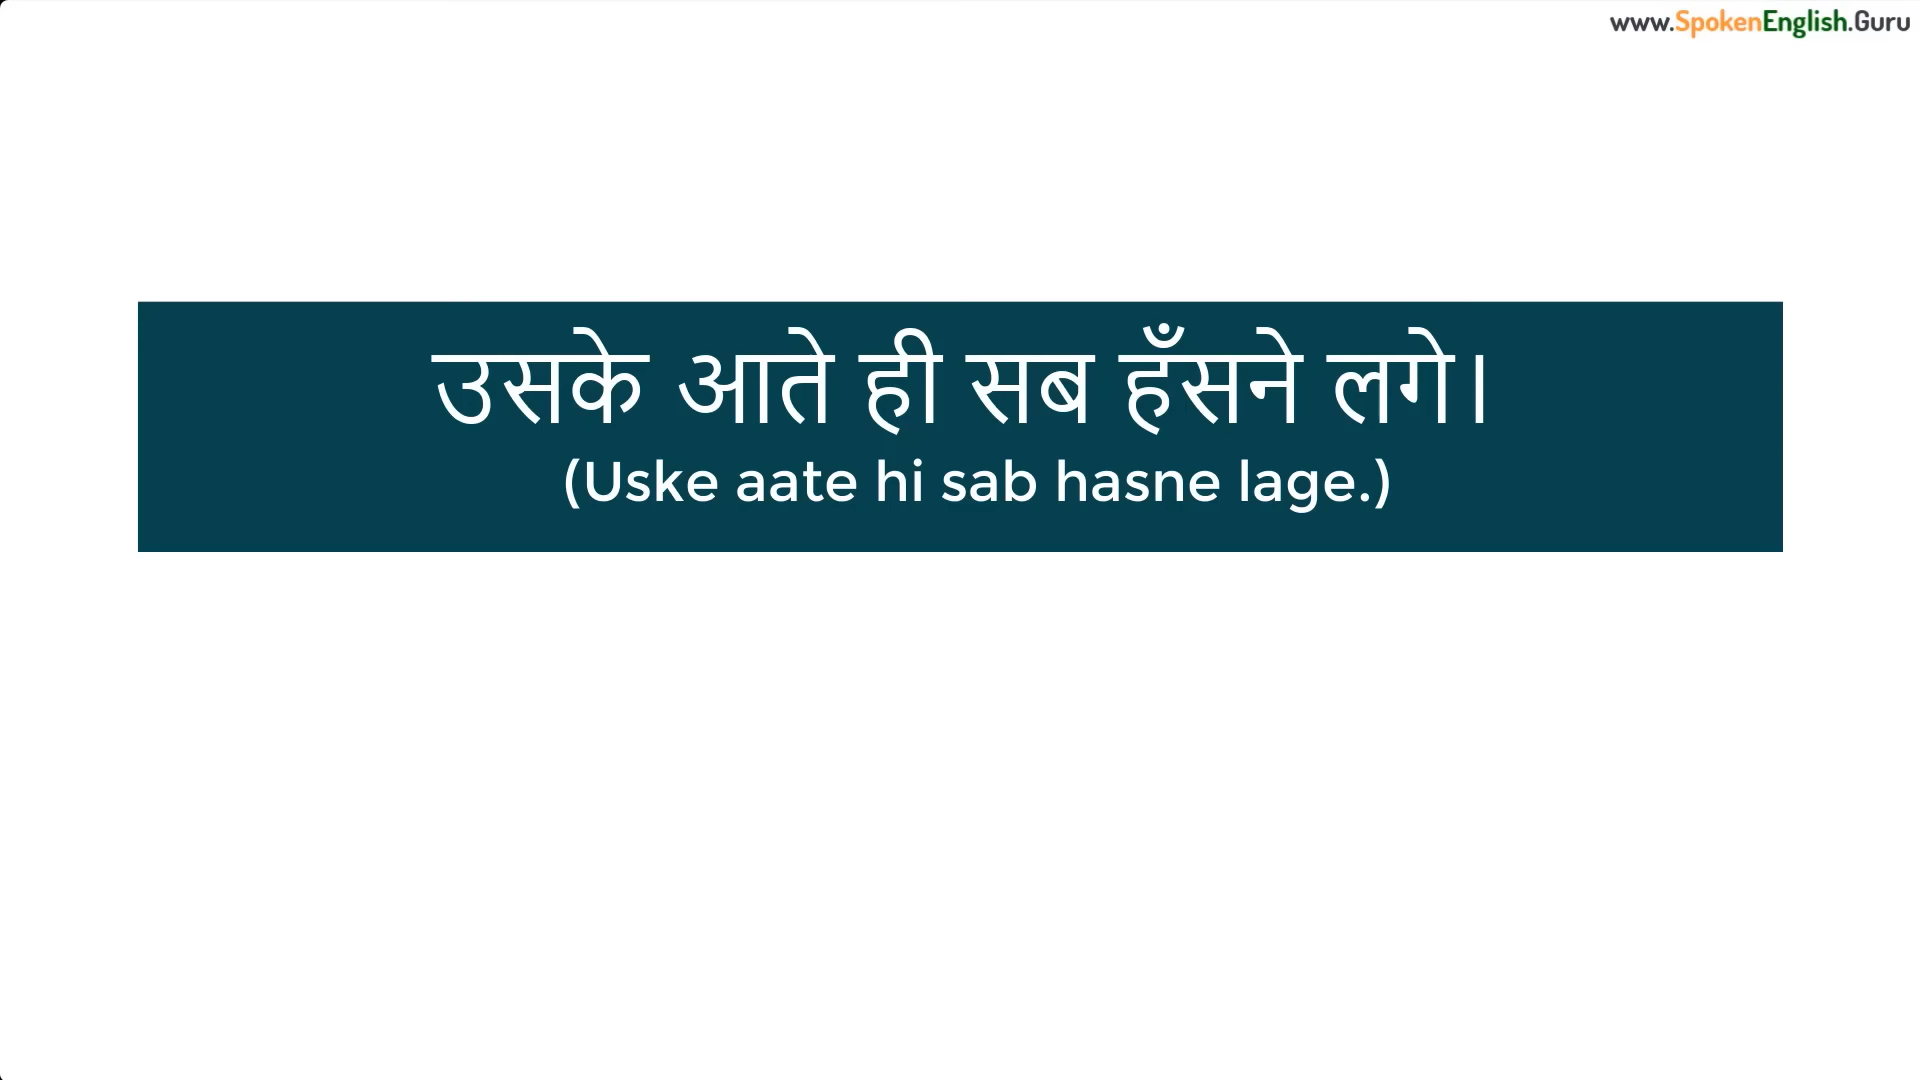 www.SpokenEnglish.Guru
उसके आते ही सब हँसने लगे।
(Uske aate hi sab hasne lage.)